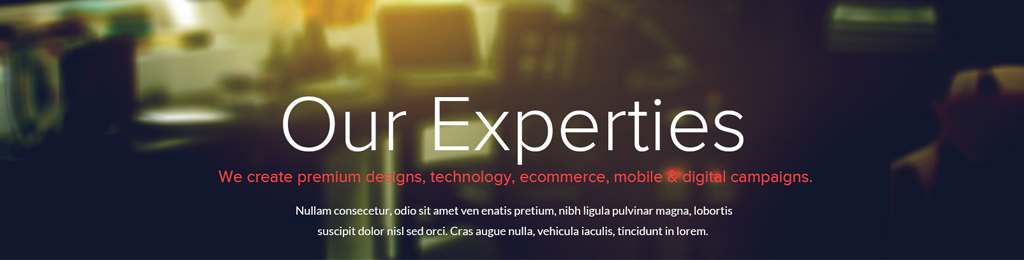 Our Experties
We create premium designs, technology, ecommerce, mobile & digital campaigns.
Nullam consecetur, odio sit amet ven enatis pretium, nibh ligula pulvinar magna, lobortis
suscipit dolor nisl sed orci. Cras augue nulla, vehicula iaculis, tincidunt in lorem.